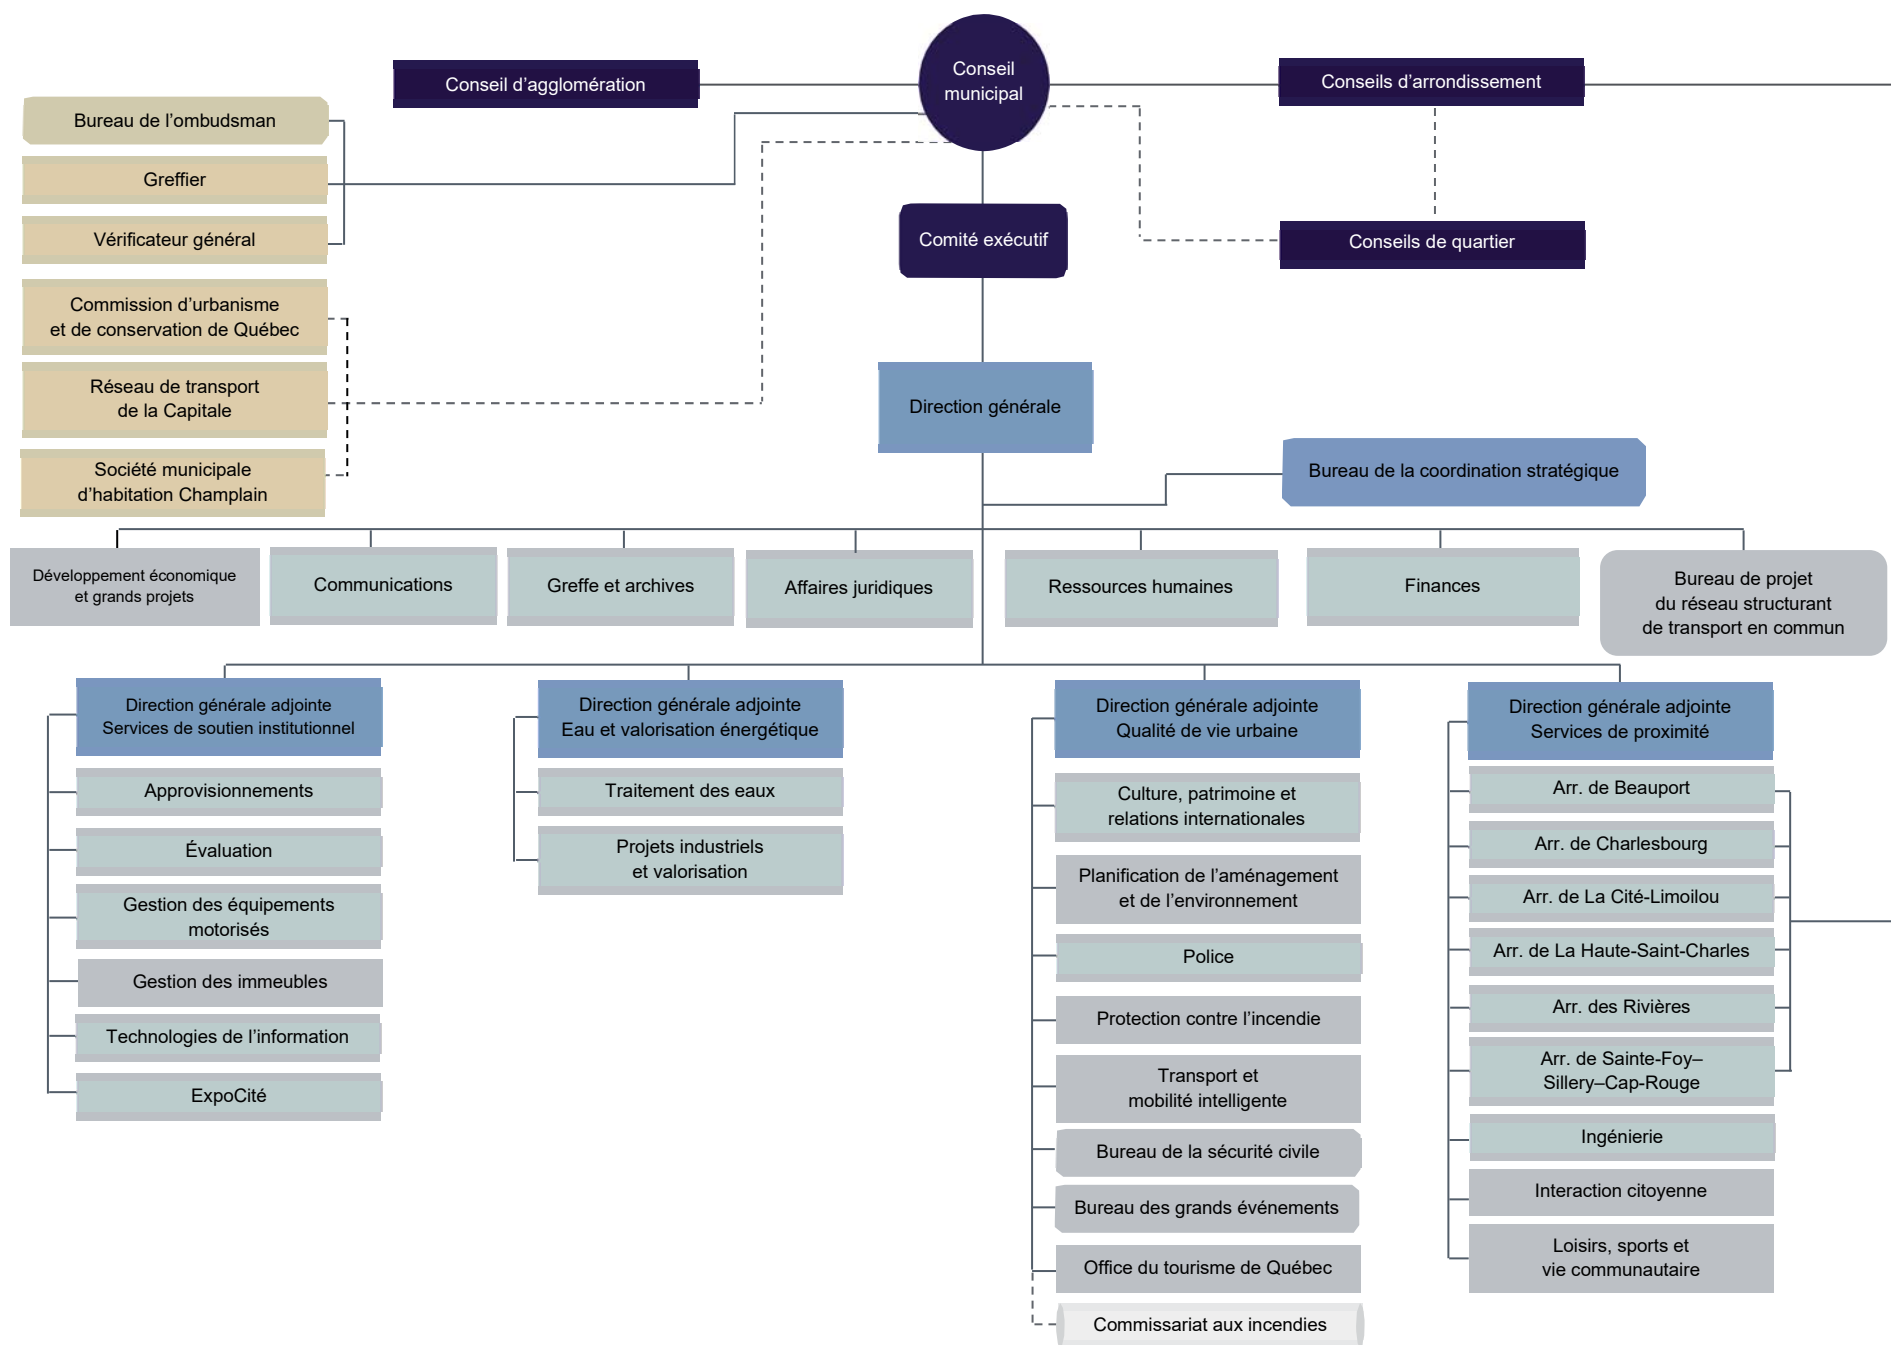 Conseil
municipal
Conseil d’agglomération
Conseils d’arrondissement
Bureau de l’ombudsman
Greffier
Vérificateur général
Comité exécutif
Conseils de quartier
Commission d’urbanisme
et de conservation de Québec
Réseau de transport
de la Capitale
Société municipale
d’habitation Champlain
Direction générale
Bureau de la coordination stratégique
Développement économique
et grands projets
Communications
Greffe et archives
Affaires juridiques
Ressources humaines
Finances
Bureau de projet
du réseau structurant
de transport en commun
Direction générale adjointe
Services de soutien institutionnel
Approvisionnements
Évaluation
Gestion des équipements
motorisés
Gestion des immeubles
Technologies de l’information
ExpoCité
Direction générale adjointe
Eau et valorisation énergétique
Traitement des eaux
Projets industriels
et valorisation
Direction générale adjointe
Qualité de vie urbaine
Culture, patrimoine et
relations internationales
Planification de l’aménagement
et de l’environnement
Police
Protection contre l’incendie
Transport et
mobilité intelligente
Bureau de la sécurité civile
Bureau des grands événements
Office du tourisme de Québec
Commissariat aux incendies
Direction générale adjointe
Services de proximité
Arr. de Beauport
Arr. de Charlesbourg
Arr. de La Cité-Limoilou
Arr. de La Haute-Saint-Charles
Arr. des Rivières
Arr. de Sainte-Foy–
Sillery–Cap-Rouge
Ingénierie
Interaction citoyenne
Loisirs, sports et
vie communautaire